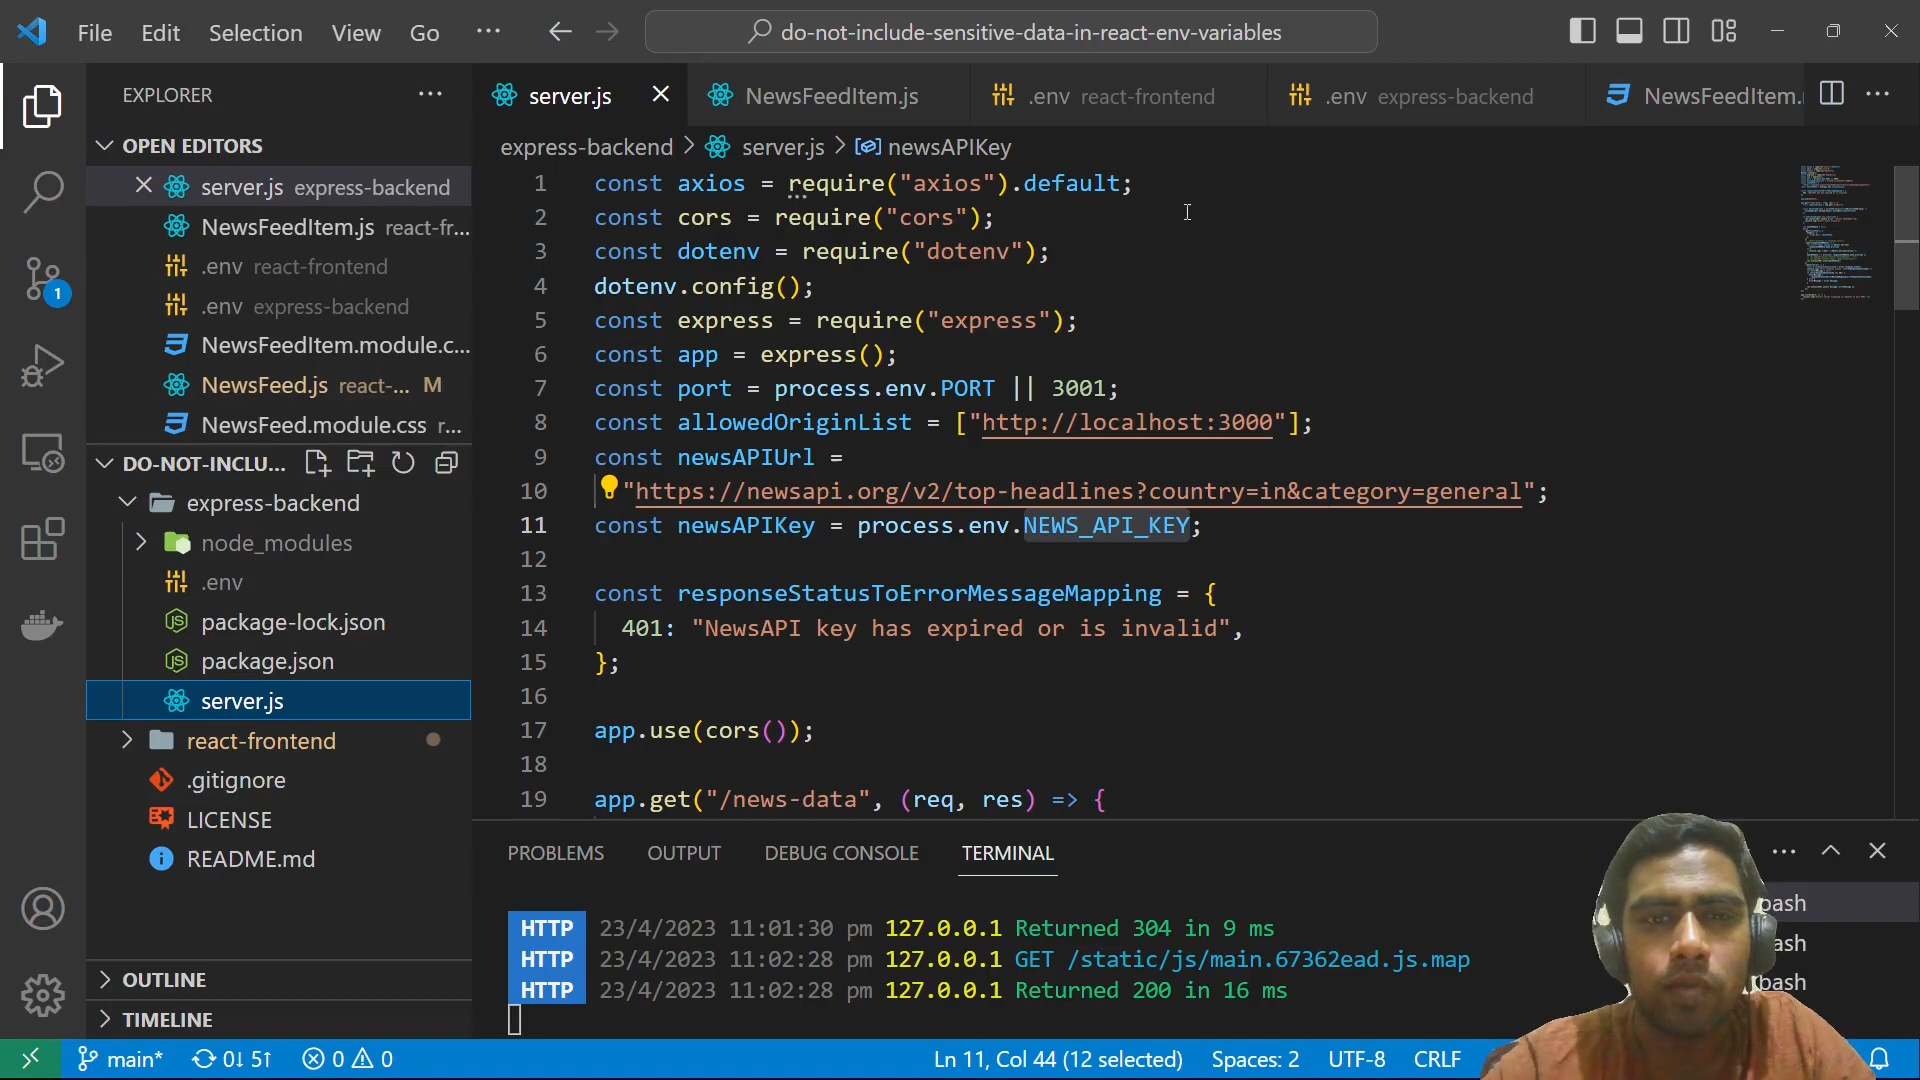 File Edit Selection View Go ··· do-not-include-sensitive-data-in-react-env-variables
EXPLORER ···
server.js NewsFeedItem.js .env react-frontend .env express-backend NewsFeedItem. ···
OPEN EDITORS
server.js express-backend
NewsFeedItem.js react-fr...
.env react-frontend
.env express-backend
NewsFeedItem.module.c...
NewsFeed.js react-... M
NewsFeed.module.css r...
DO-NOT-INCLU...
express-backend
node_modules
.env
package-lock.json
package.json
server.js
react-frontend
.gitignore
LICENSE
README.md
OUTLINE
TIMELINE
1
express-backend > server.js > newsAPIKey
1 const axios = require("axios").default;
2 const cors = require("cors");
3 const dotenv = require("dotenv");
4 dotenv.config();
5 const express = require("express");
6 const app = express();
7 const port = process.env.PORT || 3001;
8 const allowedOriginList = ["http://localhost:3000"];
9 const newsAPIUrl =
10 "https://newsapi.org/v2/top-headlines?country=in&category=general";
11 const newsAPIKey = process.env.NEWS_API_KEY;
12
13 const responseStatusToErrorMessageMapping = {
14 401: "NewsAPI key has expired or is invalid",
15 };
16
17 app.use(cors());
18
19 app.get("/news-data", (req, res) => {
PROBLEMS OUTPUT DEBUG CONSOLE TERMINAL ···
HTTP 23/4/2023 11:01:30 pm 127.0.0.1 Returned 304 in 9 ms
HTTP 23/4/2023 11:02:28 pm 127.0.0.1 GET /static/js/main.67362ead.js.map
HTTP 23/4/2023 11:02:28 pm 127.0.0.1 Returned 200 in 16 ms
bash
bash
bash
main* 0↓ 5↑ 0 0 Ln 11, Col 44 (12 selected) Spaces: 2 UTF-8 CRLF